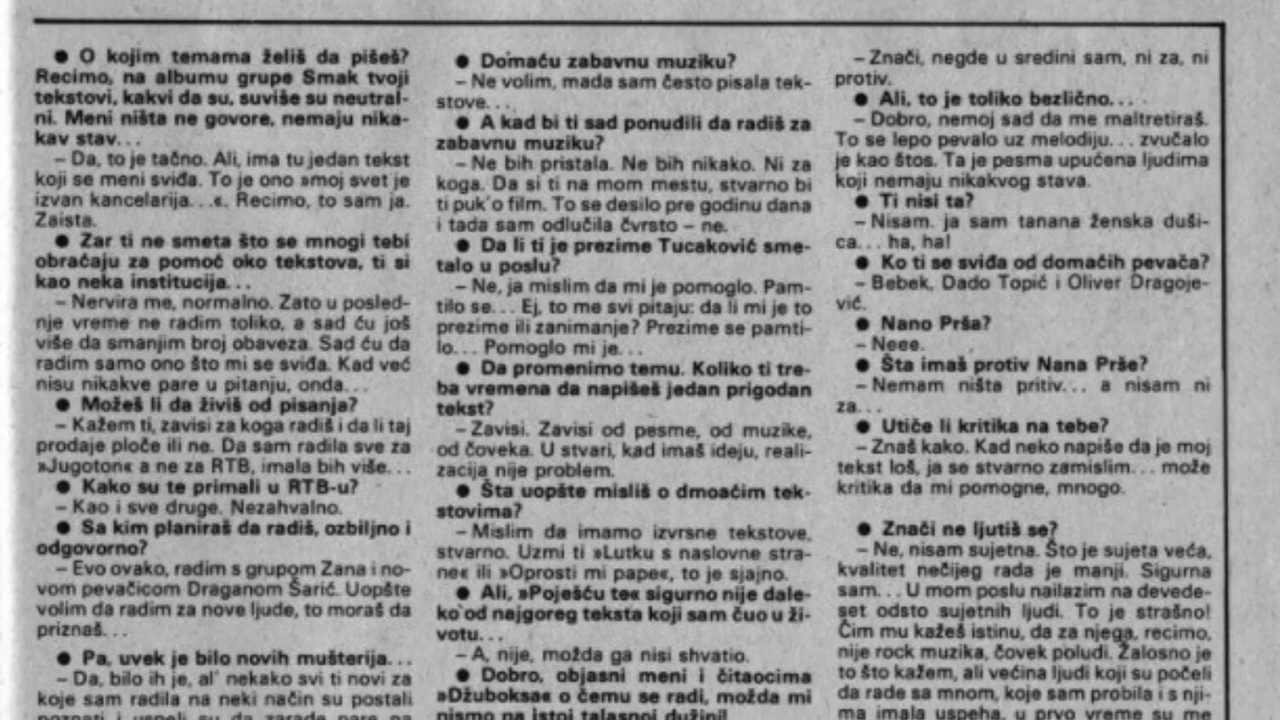 ● O kojim temama želiš da pišeš?
Recimo, na albumu grupe Smak tvoji
tekstovi, kakvi da su, suviše su neutral-
ni. Meni ništa ne govore, nemaju nika-
kav stav...
– Da, to je tačno. Ali, ima tu jedan tekst
koji se meni sviđa. To je ono »moj svet je
izvan kancelarija...«. Recimo, to sam ja.
Zaista.
● Zar ti ne smeta što se mnogi tebi
obraćaju za pomoć oko tekstova, ti si
kao neka institucija...
– Nervira me, normalno. Zato u posled-
nje vreme ne radim toliko, a sad ću još
više da smanjim broj obaveza. Sad ću da
radim samo ono što mi se sviđa. Kad već
nisu nikakve pare u pitanju, onda...
● Možeš li da živiš od pisanja?
– Kažem ti, zavisi za koga radiš i da li taj
prodaje ploče ili ne. Da sam radila sve za
»Jugoton« a ne za RTB, imala bih više...
● Kako su te primali u RTB-u?
– Kao i sve druge. Nezahvalno.
● Sa kim planiraš da radiš, ozbiljno i
odgovorno?
– Evo ovako, radim s grupom Zana i no-
vom pevačicom Draganom Šarić. Uopšte
volim da radim za nove ljude, to moraš da
priznaš...
● Pa, uvek je bilo novih mušterija...
– Da, bilo ih je, al' nekako svi ti novi za
koje sam radila na neki način su postali
poznati i uspeli su da zarade pare na
● Domaću zabavnu muziku?
– Ne volim, mada sam često pisala tek-
stove...
● A kad bi ti sad ponudili da radiš za
zabavnu muziku?
– Ne bih pristala. Ne bih nikako. Ni za
koga. Da si ti na mom mestu, stvarno bi
ti puk'o film. To se desilo pre godinu dana
i tada sam odlučila čvrsto – ne.
● Da li ti je prezime Tucaković sme-
talo u poslu?
– Ne, ja mislim da mi je pomoglo. Pam-
tilo se... Ej, to me svi pitaju: da li mi je to
prezime ili zanimanje? Prezime se pamti-
lo... Pomoglo mi je...
● Da promenimo temu. Koliko ti tre-
ba vremena da napišeš jedan prigodan
tekst?
– Zavisi. Zavisi od pesme, od muzike,
od čoveka. U stvari, kad imaš ideju, reali-
zacija nije problem.
● Šta uopšte misliš o dmoaćim tek-
stovima?
– Mislim da imamo izvrsne tekstove,
stvarno. Uzmi ti »Lutku s naslovne stra-
ne« ili »Oprosti mi pape«, to je sjajno.
● Ali, »Poješću te« sigurno nije dale-
ko od najgoreg teksta koji sam čuo u ži-
votu...
– A, nije, možda ga nisi shvatio.
● Dobro, objasni meni i čitaocima
»Džuboksa« o čemu se radi, možda mi
nismo na istoj talasnoj dužini!
– Znači, negde u sredini sam, ni za, ni
protiv.
● Ali, to je toliko bezlično...
– Dobro, nemoj sad da me maltretiraš.
To se lepo pevalo uz melodiju... zvučalo
je kao štos. Ta je pesma upućena ljudima
koji nemaju nikakvog stava.
● Ti nisi ta?
– Nisam. ja sam tanana ženska duši-
ca... ha, ha!
● Ko ti se sviđa od domaćih pevača?
– Bebek, Dado Topić i Oliver Dragoje-
vić.
● Nano Prša?
– Neee.
● Šta imaš protiv Nana Prše?
– Nemam ništa pritiv... a nisam ni
za...
● Utiče li kritika na tebe?
– Znaš kako. Kad neko napiše da je moj
tekst loš, ja se stvarno zamislim... može
kritika da mi pomogne, mnogo.
● Znači ne ljutiš se?
– Ne, nisam sujetna. Što je sujeta veća,
kvalitet nečijeg rada je manji. Sigurna
sam... U mom poslu nailazim na devede-
set odsto sujetnih ljudi. To je strašno!
Čim mu kažeš istinu, da za njega, recimo,
nije rock muzika, čovek poludi. Žalosno je
to što kažem, ali većina ljudi koji su počeli
da rade sa mnom, koje sam probila i s nji-
ma imala uspeha, u prvo vreme su me